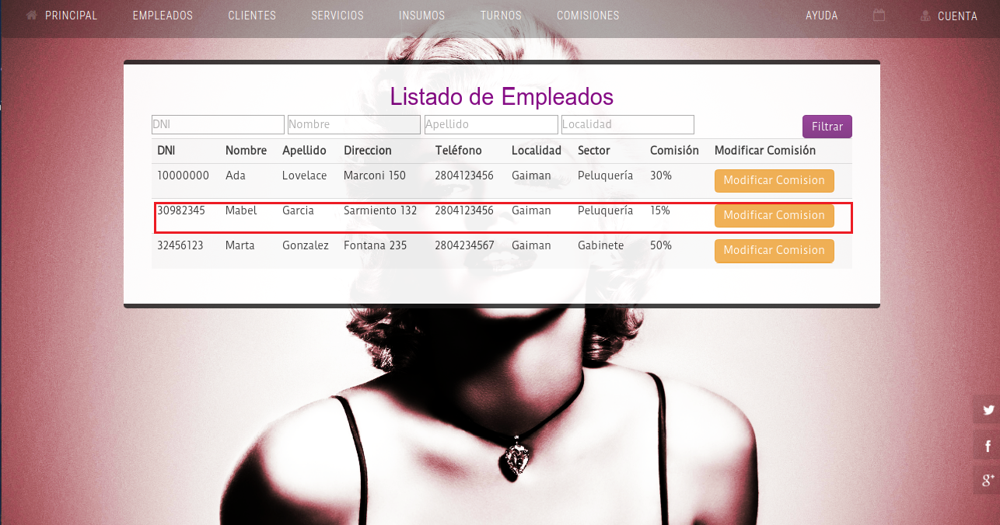 PRINCIPAL EMPLEADOS CLIENTES SERVICIOS INSUMOS TURNOS COMISIONES AYUDA CUENTA
Listado de Empleados
DNI Nombre Apellido Localidad Filtrar
DNI Nombre Apellido Direccion Teléfono Localidad Sector Comisión Modificar Comisión
10000000 Ada Lovelace Marconi 150 2804123456 Gaiman Peluquería 30% Modificar Comision
30982345 Mabel Garcia Sarmiento 132 2804123456 Gaiman Peluquería 15% Modificar Comision
32456123 Marta Gonzalez Fontana 235 2804234567 Gaiman Gabinete 50% Modificar Comision